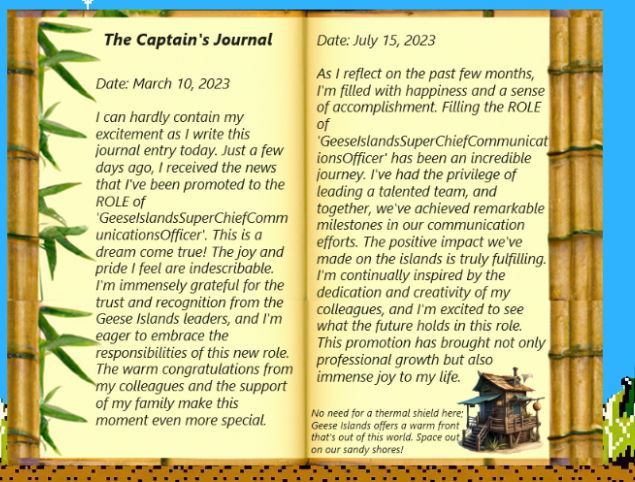 The Captain's Journal
Date: March 10, 2023
I can hardly contain my
excitement as I write this
journal entry today. Just a few
days ago, I received the news
that I've been promoted to the
ROLE of
'GeeseIslandsSuperChiefComm
unicationsOfficer'. This is a
dream come true! The joy and
pride I feel are indescribable.
I'm immensely grateful for the
trust and recognition from the
Geese Islands leaders, and I'm
eager to embrace the
responsibilities of this new role.
The warm congratulations from
my colleagues and the support
of my family make this
moment even more special.
Date: July 15, 2023
As I reflect on the past few months,
I'm filled with happiness and a sense
of accomplishment. Filling the ROLE
of
'GeeseIslandsSuperChiefCommunicat
ionsOfficer' has been an incredible
journey. I've had the privilege of
leading a talented team, and
together, we've achieved remarkable
milestones in our communication
efforts. The positive impact we've
made on the islands is truly fulfilling.
I'm continually inspired by the
dedication and creativity of my
colleagues, and I'm excited to see
what the future holds in this role.
This promotion has brought not only
professional growth but also
immense joy to my life.
No need for a thermal shield here;
Geese Islands offers a warm front
that's out of this world. Space out
on our sandy shores!